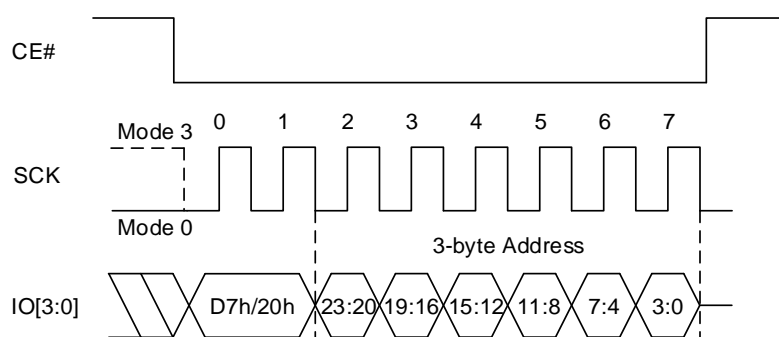 CE#
Mode 3
0 1 2 3 4 5 6 7
SCK
Mode 0
3-byte Address
IO[3:0] D7h/20h 23:20 19:16 15:12 11:8 7:4 3:0